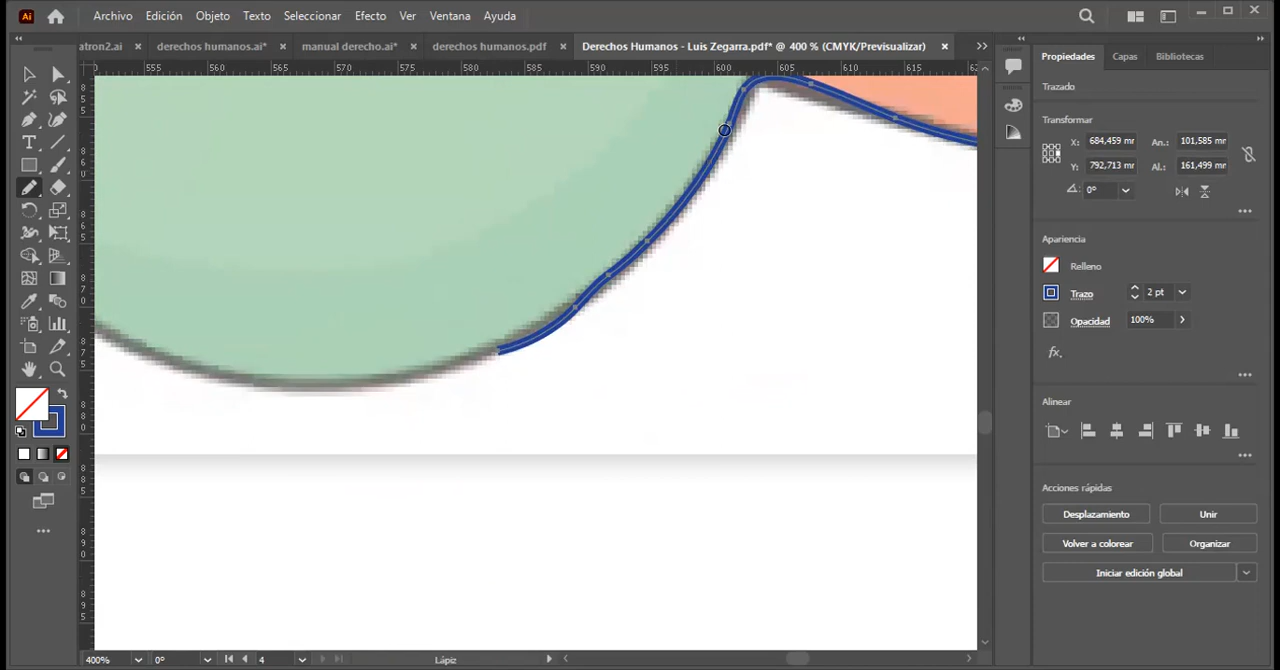 Ai Archivo Edición Objeto Texto Seleccionar Efecto Ver Ventana Ayuda
atron2.ai × derechos humanos.ai* × manual derecho.ai* × derechos humanos.pdf × Derechos Humanos - Luis Zegarra.pdf* @ 400 % (CMYK/Previsualizar) ×
Propiedades Capas Bibliotecas
555 560 565 570 575 580 585 590 595 600 605 610 615
Trazado
Transformar
X: 684,459 mr An.: 101,585 mr
Y: 792,713 mr Al.: 161,499 mr
0°
Apariencia
Relleno
Trazo 2 pt
Opacidad 100%
fx.
Alinear
Acciones rápidas
Desplazamiento Unir
Volver a colorear Organizar
Iniciar edición global
400% 0° 4 Lápiz